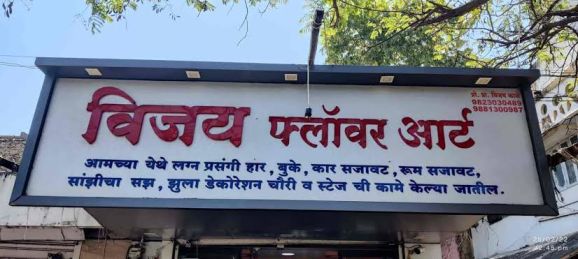 प्रो. प्रा. विजय काळे
9823030489
9881300987
विजय फ्लॉवर आर्ट
आमच्या येथे लग्न प्रसंगी हार, बुके, कार सजावट, रूम सजावट,
सांझीचा सझ, झुला डेकोरेशन चौरी व स्टेज ची कामे केल्या जातील.